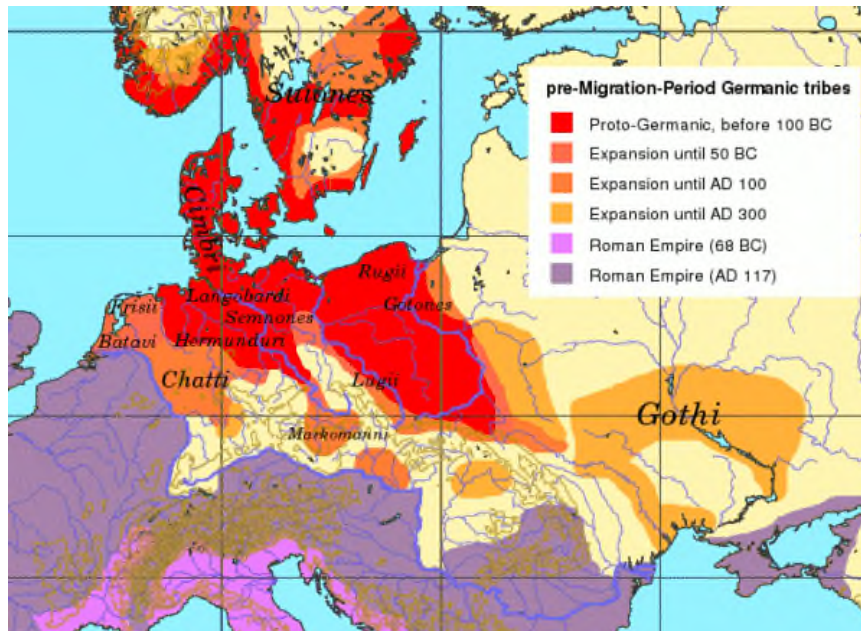 Suiones
pre-Migration-Period Germanic tribes
Proto-Germanic, before 100 BC
Expansion until 50 BC
Expansion until AD 100
Expansion until AD 300
Roman Empire (68 BC)
Roman Empire (AD 117)
Cimbri
Rugii
Langobardi
Gotones
Frisii
Semnones
Batavi
Hermunduri
Chatti
Lugii
Gothi
Markomanni